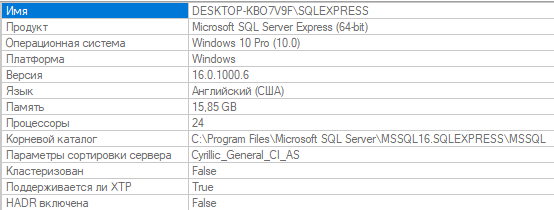 Имя DESKTOP-KBO7V9F\SQLEXPRESS
Продукт Microsoft SQL Server Express (64-bit)
Операционная система Windows 10 Pro (10.0)
Платформа Windows
Версия 16.0.1000.6
Язык Английский (США)
Память 15,85 GB
Процессоры 24
Корневой каталог C:\Program Files\Microsoft SQL Server\MSSQL16.SQLEXPRESS\MSSQL
Параметры сортировки сервера Cyrillic_General_CI_AS
Кластеризован False
Поддерживается ли XTP True
HADR включена False